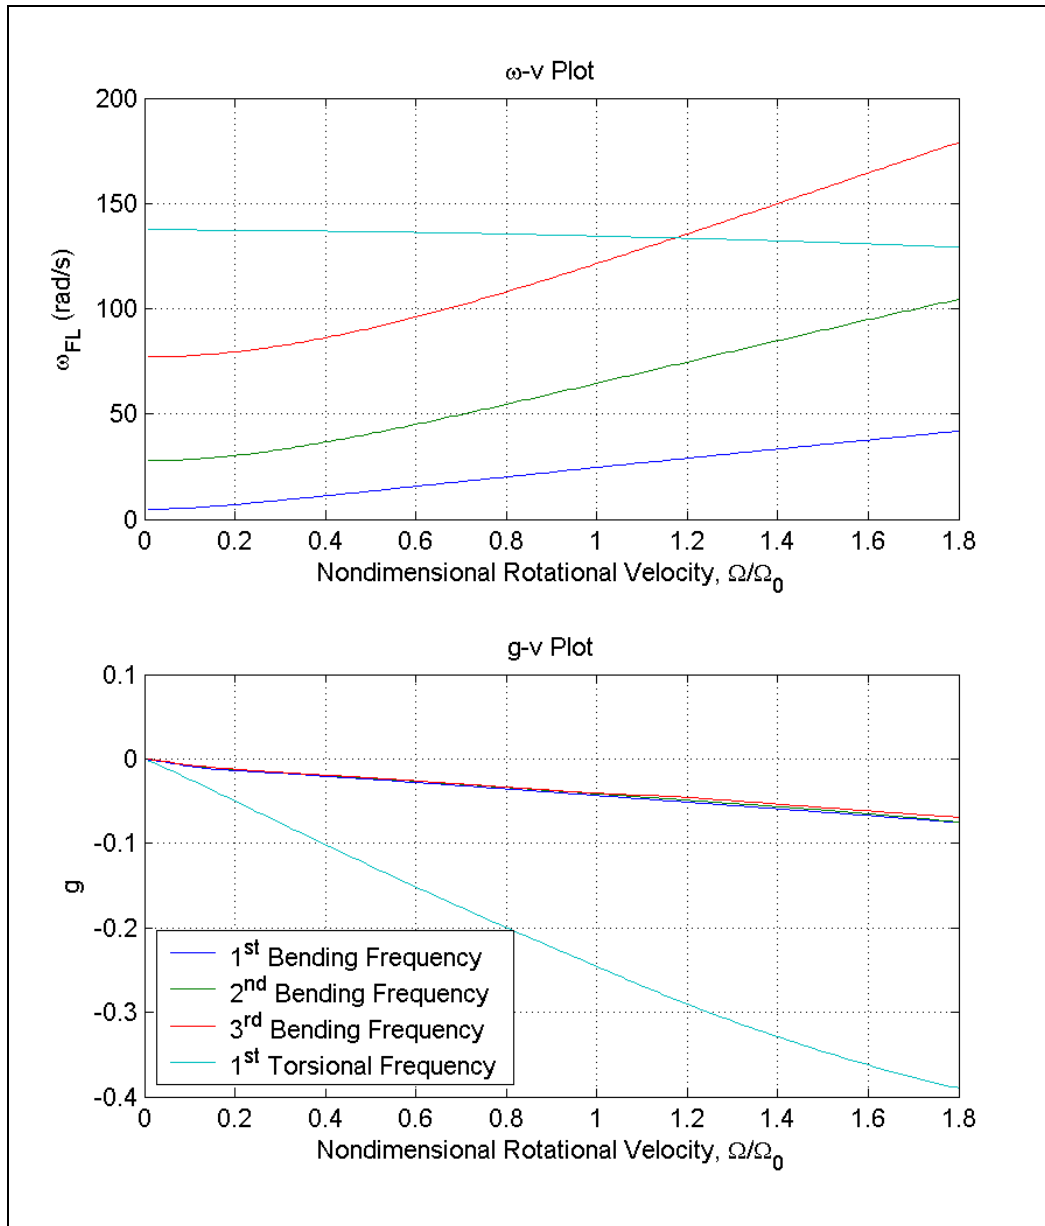 ω-v Plot
200
150
100
50
0
ω_FL (rad/s)
0 0.2 0.4 0.6 0.8 1 1.2 1.4 1.6 1.8
Nondimensional Rotational Velocity, Ω/Ω_0
g-v Plot
0.1
0
-0.1
-0.2
-0.3
-0.4
g
1^st Bending Frequency
2^nd Bending Frequency
3^rd Bending Frequency
1^st Torsional Frequency
0 0.2 0.4 0.6 0.8 1 1.2 1.4 1.6 1.8
Nondimensional Rotational Velocity, Ω/Ω_0